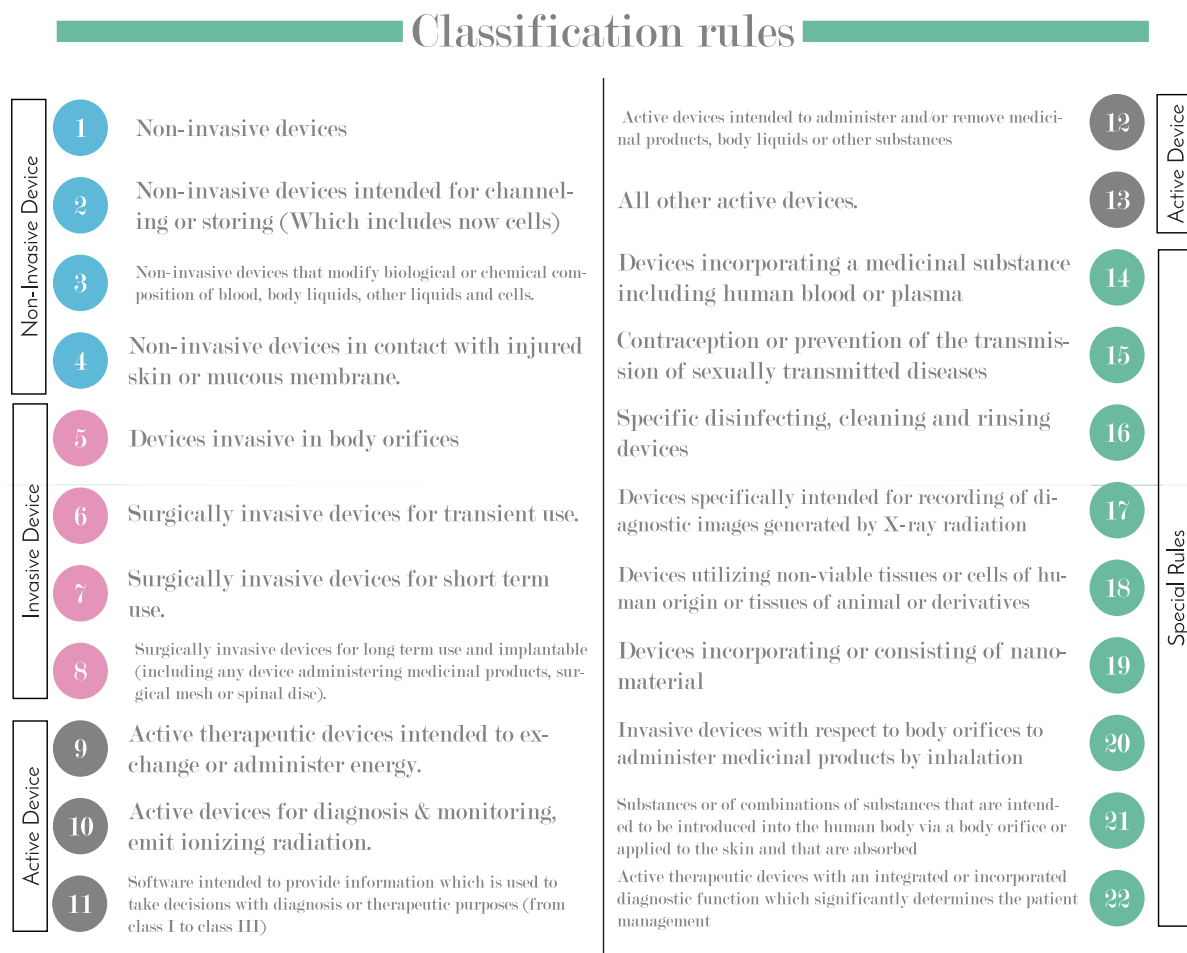 Classification rules
Non-Invasive Device
1
Non-invasive devices
2
Non-invasive devices intended for channel-
ing or storing (Which includes now cells)
3
Non-invasive devices that modify biological or chemical com-
position of blood, body liquids, other liquids and cells.
4
Non-invasive devices in contact with injured
skin or mucous membrane.
Invasive Device
5
Devices invasive in body orifices
6
Surgically invasive devices for transient use.
7
Surgically invasive devices for short term
use.
8
Surgically invasive devices for long term use and implantable
(including any device administering medicinal products, sur-
gical mesh or spinal disc).
Active Device
9
Active therapeutic devices intended to ex-
change or administer energy.
10
Active devices for diagnosis & monitoring,
emit ionizing radiation.
11
Software intended to provide information which is used to
take decisions with diagnosis or therapeutic purposes (from
class I to class III)
Active Device
Active devices intended to administer and/or remove medici-
nal products, body liquids or other substances
12
All other active devices.
13
Special Rules
Devices incorporating a medicinal substance
including human blood or plasma
14
Contraception or prevention of the transmis-
sion of sexually transmitted diseases
15
Specific disinfecting, cleaning and rinsing
devices
16
Devices specifically intended for recording of di-
agnostic images generated by X-ray radiation
17
Devices utilizing non-viable tissues or cells of hu-
man origin or tissues of animal or derivatives
18
Devices incorporating or consisting of nano-
material
19
Invasive devices with respect to body orifices to
administer medicinal products by inhalation
20
Substances or of combinations of substances that are intend-
ed to be introduced into the human body via a body orifice or
applied to the skin and that are absorbed
21
Active therapeutic devices with an integrated or incorporated
diagnostic function which significantly determines the patient
management
22